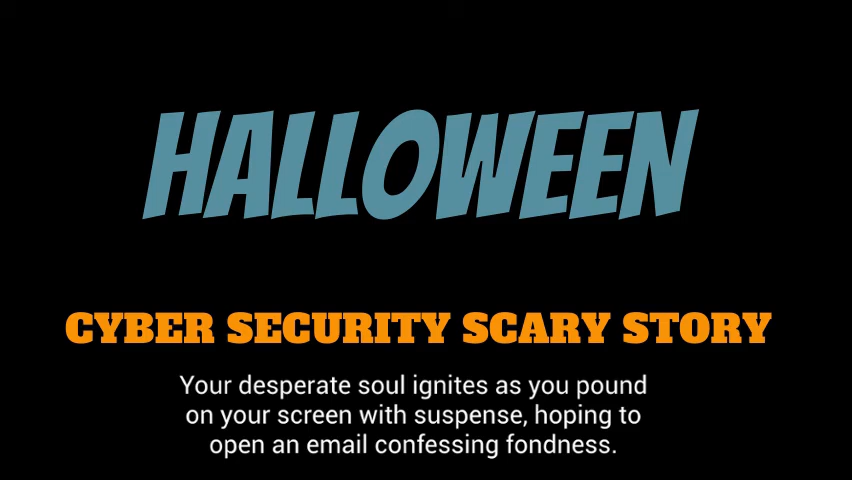 HALLOWEEN
CYBER SECURITY SCARY STORY
Your desperate soul ignites as you pound
on your screen with suspense, hoping to
open an email confessing fondness.